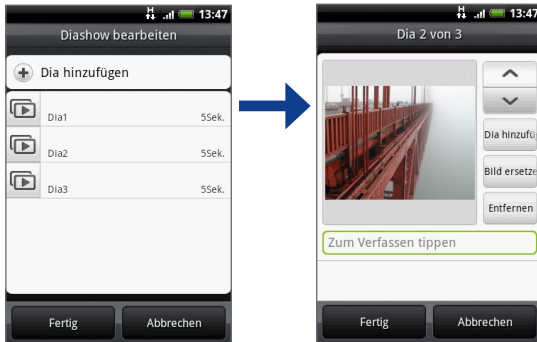 H 13:47
Diashow bearbeiten
Dia hinzufügen
Dia1 5Sek.
Dia2 5Sek.
Dia3 5Sek.
Fertig Abbrechen
H 13:47
Dia 2 von 3
Dia hinzufü
Bild ersetze
Entfernen
Zum Verfassen tippen
Fertig Abbrechen